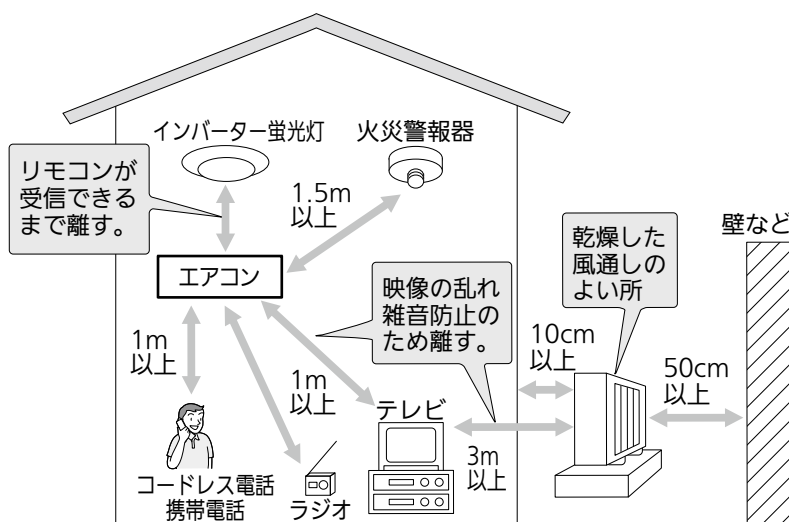 インバーター蛍光灯
火災警報器
リモコンが
受信できる
まで離す。
1.5m
以上
エアコン
乾燥した
風通しの
よい所
壁など
映像の乱れ
雑音防止の
ため離す。
1m
以上
10cm
以上
50cm
以上
1m
以上
テレビ
3m
以上
コードレス電話
携帯電話
ラジオ